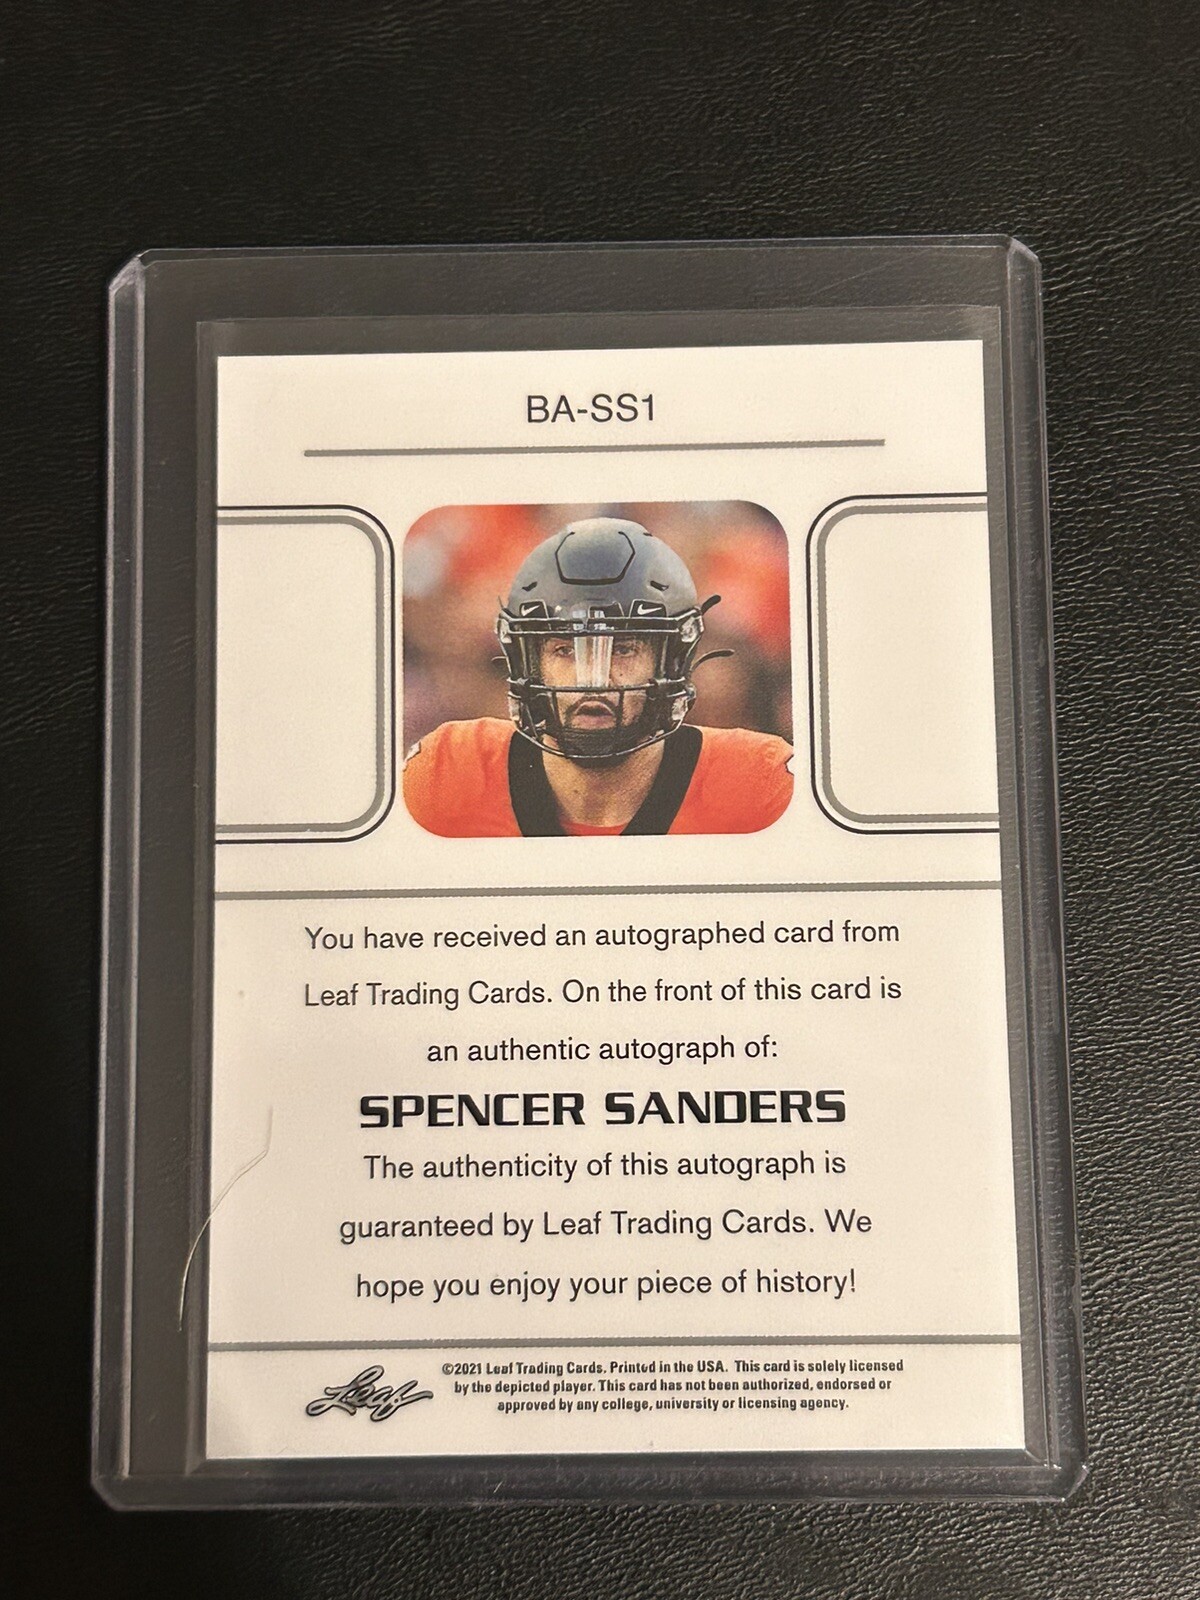 BA-SS1
You have received an autographed card from
Leaf Trading Cards. On the front of this card is
an authentic autograph of:
SPENCER SANDERS
The authenticity of this autograph is
guaranteed by Leaf Trading Cards. We
hope you enjoy your piece of history!
Leaf
©2021 Leaf Trading Cards. Printed in the USA. This card is solely licensed
by the depicted player. This card has not been authorized, endorsed or
approved by any college, university or licensing agency.